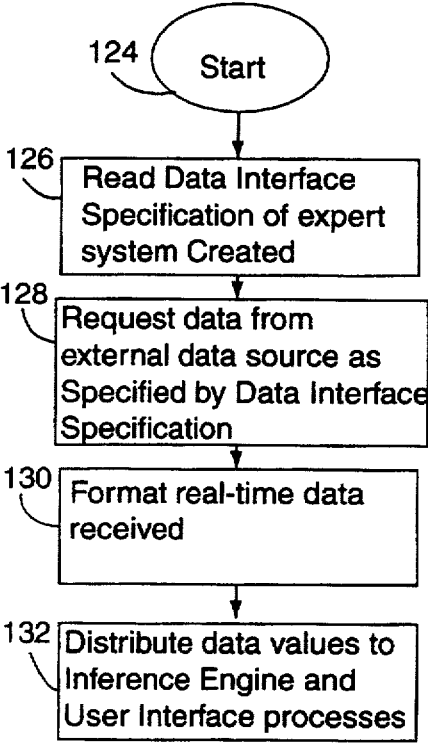 124
Start
126
Read Data Interface
Specification of expert
system Created
128
Request data from
external data source as
Specified by Data Interface
Specification
130
Format real-time data
received
132
Distribute data values to
Inference Engine and
User Interface processes